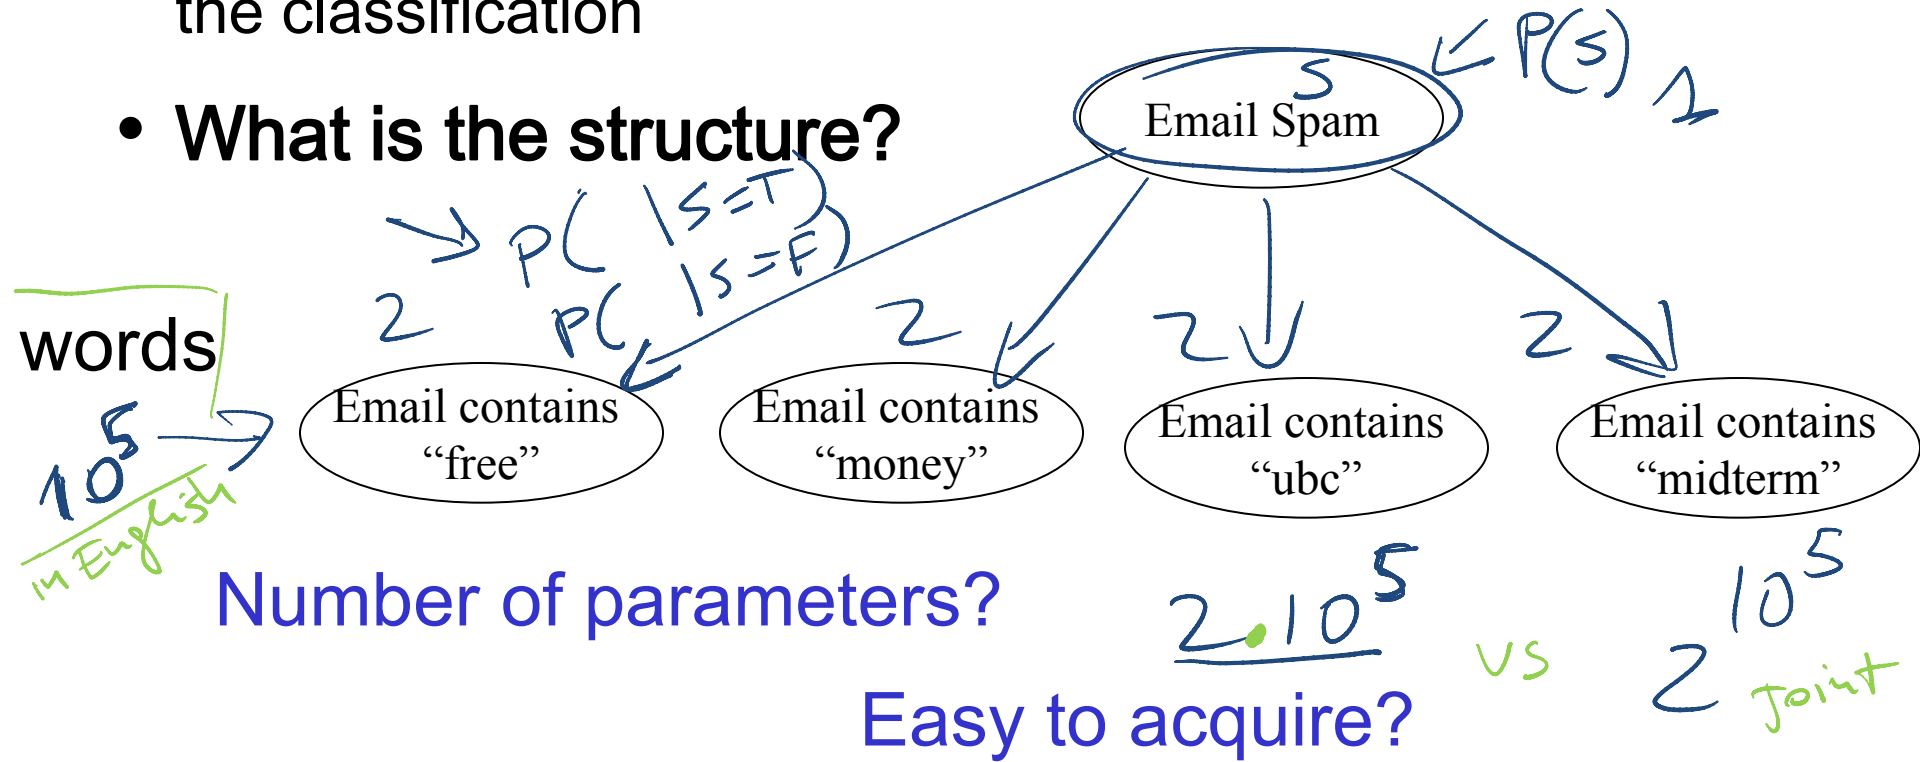 the classification
• What is the structure?
S
Email Spam
P(S) 1
P( | S=T)
P( | S=F)
2
2
2
2
words
10^5
in English
Email contains
“free”
Email contains
“money”
Email contains
“ubc”
Email contains
“midterm”
Number of parameters?
2.10^5
vs
2^10^5
Joint
Easy to acquire?